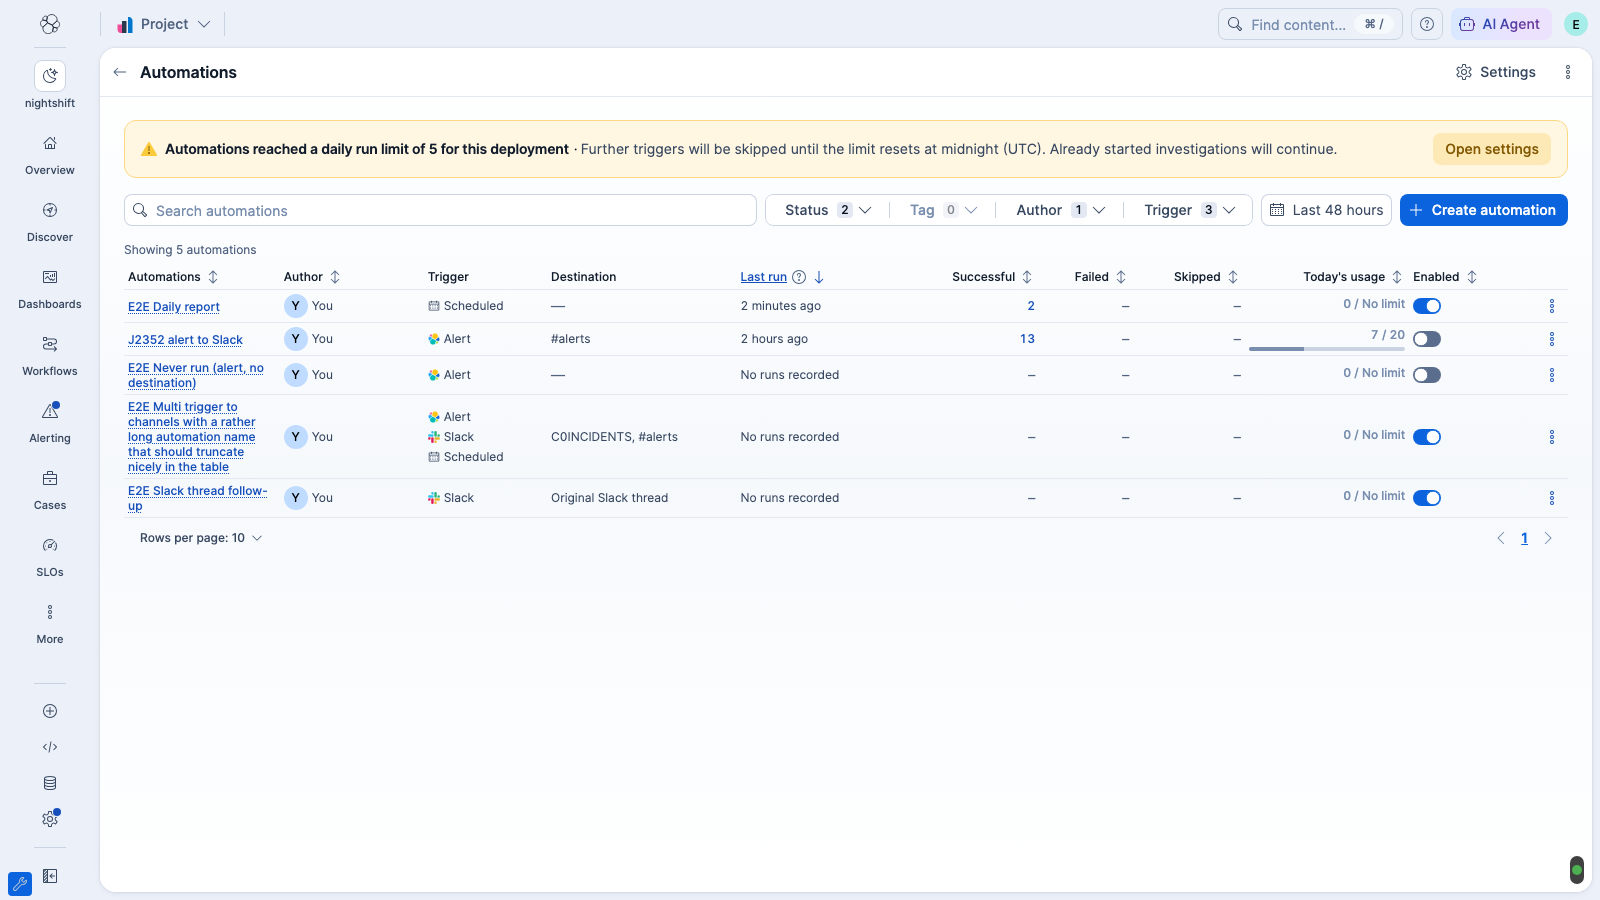 Project
Find content... ⌘ /
AI Agent
E
nightshift
Overview
Discover
Dashboards
Workflows
Alerting
Cases
SLOs
More
Automations
Settings
Automations reached a daily run limit of 5 for this deployment · Further triggers will be skipped until the limit resets at midnight (UTC). Already started investigations will continue.
Open settings
Search automations
Status 2
Tag 0
Author 1
Trigger 3
Last 48 hours
Create automation
Showing 5 automations
Automations Author Trigger Destination Last run Successful Failed Skipped Today's usage Enabled
E2E Daily report Y You Scheduled — 2 minutes ago 2 – – 0 / No limit
J2352 alert to Slack Y You Alert #alerts 2 hours ago 13 – – 7 / 20
E2E Never run (alert, no
destination)
Y You Alert — No runs recorded – – – 0 / No limit
E2E Multi trigger to
channels with a rather
long automation name
that should truncate
nicely in the table
Y You
Alert
Slack
Scheduled
C0INCIDENTS, #alerts No runs recorded – – – 0 / No limit
E2E Slack thread follow-
up
Y You Slack Original Slack thread No runs recorded – – – 0 / No limit
Rows per page: 10
1